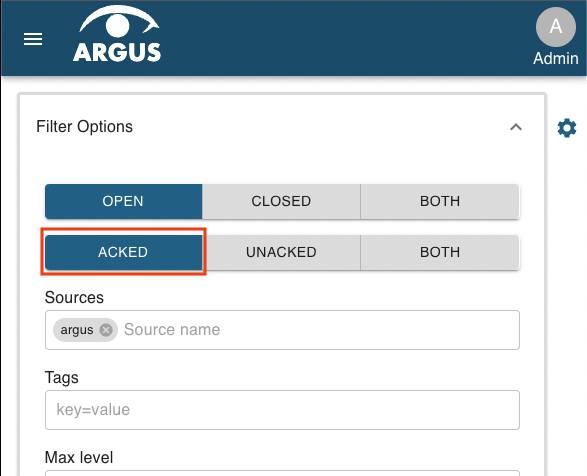 ARGUS
A
Admin
Filter Options
OPEN CLOSED BOTH
ACKED UNACKED BOTH
Sources
argus Source name
Tags
key=value
Max level